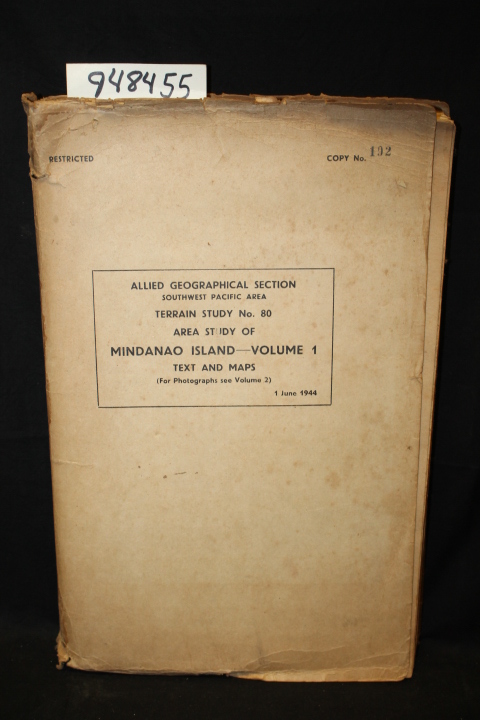 948455
RESTRICTED COPY No. 192
ALLIED GEOGRAPHICAL SECTION
SOUTHWEST PACIFIC AREA
TERRAIN STUDY No. 80
AREA STUDY OF
MINDANAO ISLAND—VOLUME 1
TEXT AND MAPS
(For Photographs see Volume 2)
1 June 1944